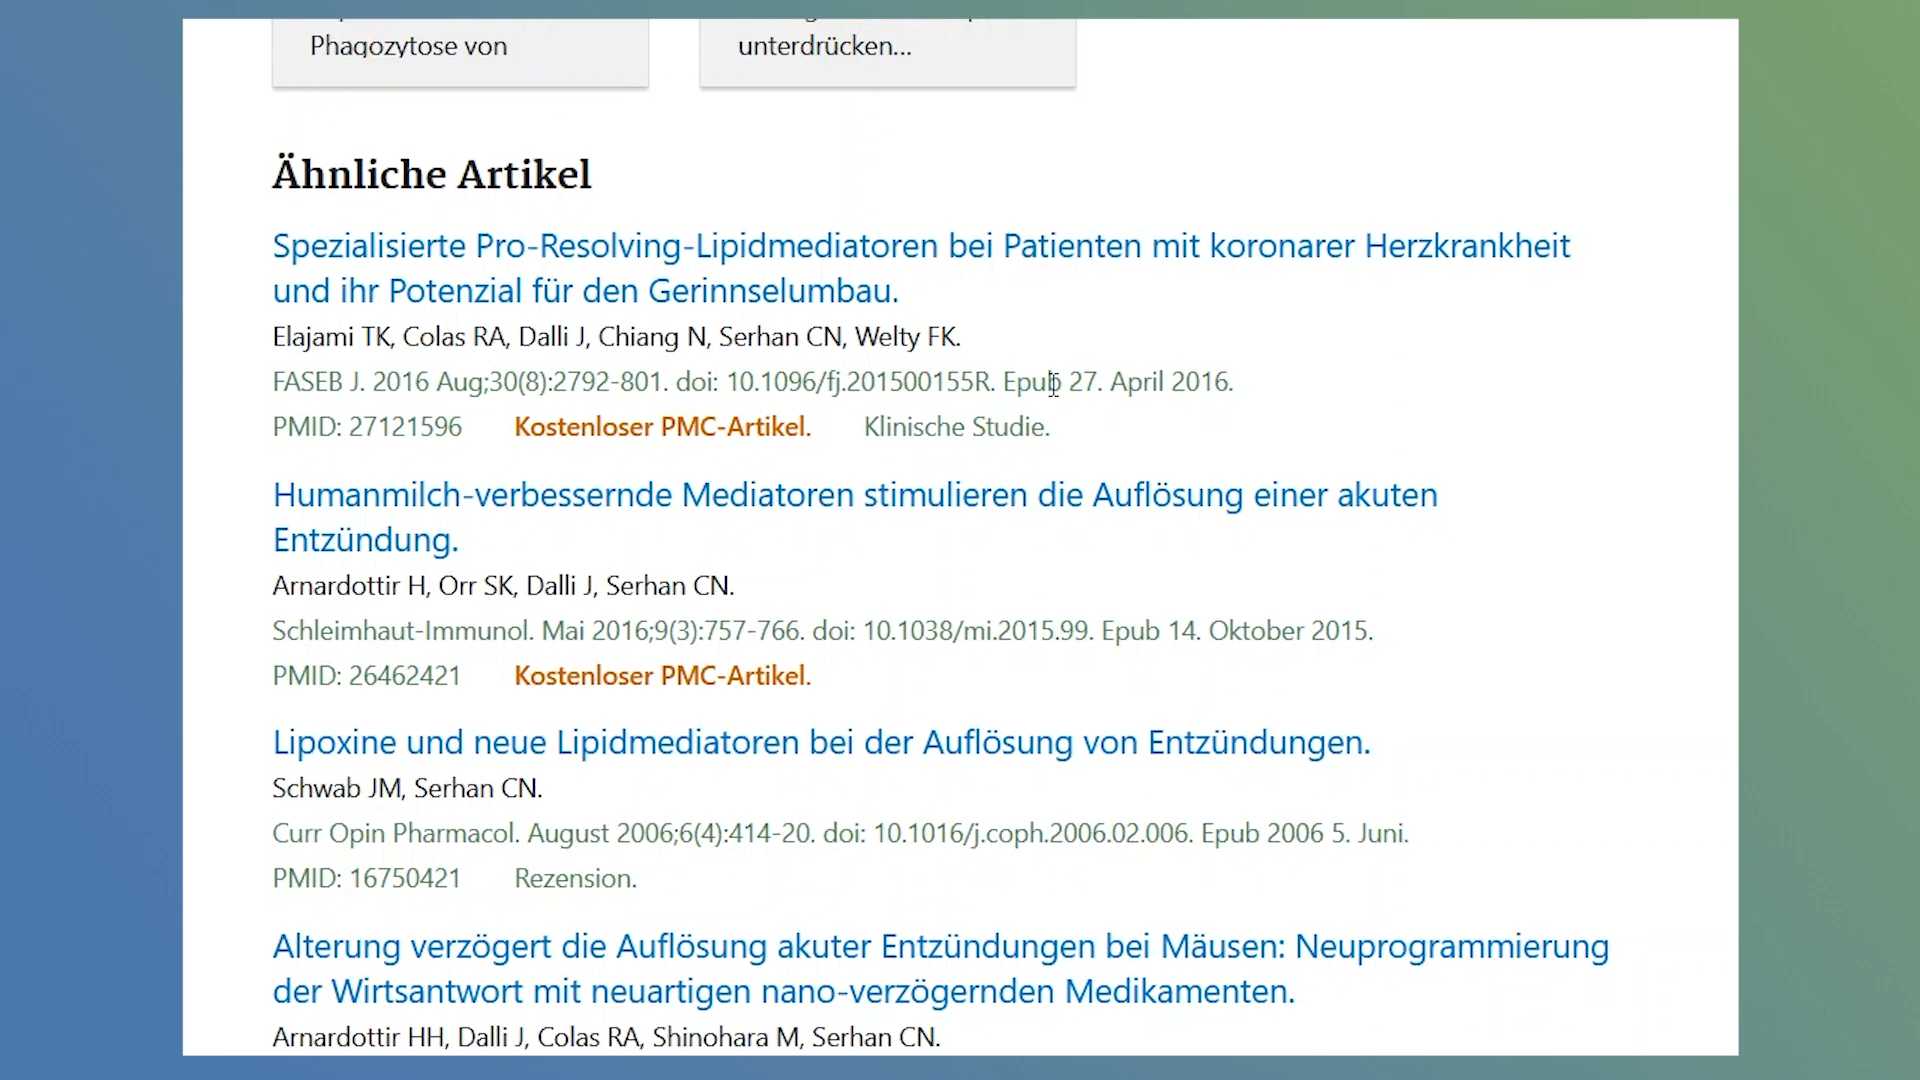 Phagozytose von
unterdrücken...
Ähnliche Artikel
Spezialisierte Pro-Resolving-Lipidmediatoren bei Patienten mit koronarer Herzkrankheit
und ihr Potenzial für den Gerinnselumbau.
Elajami TK, Colas RA, Dalli J, Chiang N, Serhan CN, Welty FK.
FASEB J. 2016 Aug;30(8):2792-801. doi: 10.1096/fj.201500155R. Epub 27. April 2016.
PMID: 27121596 Kostenloser PMC-Artikel. Klinische Studie.
Humanmilch-verbessernde Mediatoren stimulieren die Auflösung einer akuten
Entzündung.
Arnardottir H, Orr SK, Dalli J, Serhan CN.
Schleimhaut-Immunol. Mai 2016;9(3):757-766. doi: 10.1038/mi.2015.99. Epub 14. Oktober 2015.
PMID: 26462421 Kostenloser PMC-Artikel.
Lipoxine und neue Lipidmediatoren bei der Auflösung von Entzündungen.
Schwab JM, Serhan CN.
Curr Opin Pharmacol. August 2006;6(4):414-20. doi: 10.1016/j.coph.2006.02.006. Epub 2006 5. Juni.
PMID: 16750421 Rezension.
Alterung verzögert die Auflösung akuter Entzündungen bei Mäusen: Neuprogrammierung
der Wirtsantwort mit neuartigen nano-verzögernden Medikamenten.
Arnardottir HH, Dalli J, Colas RA, Shinohara M, Serhan CN.